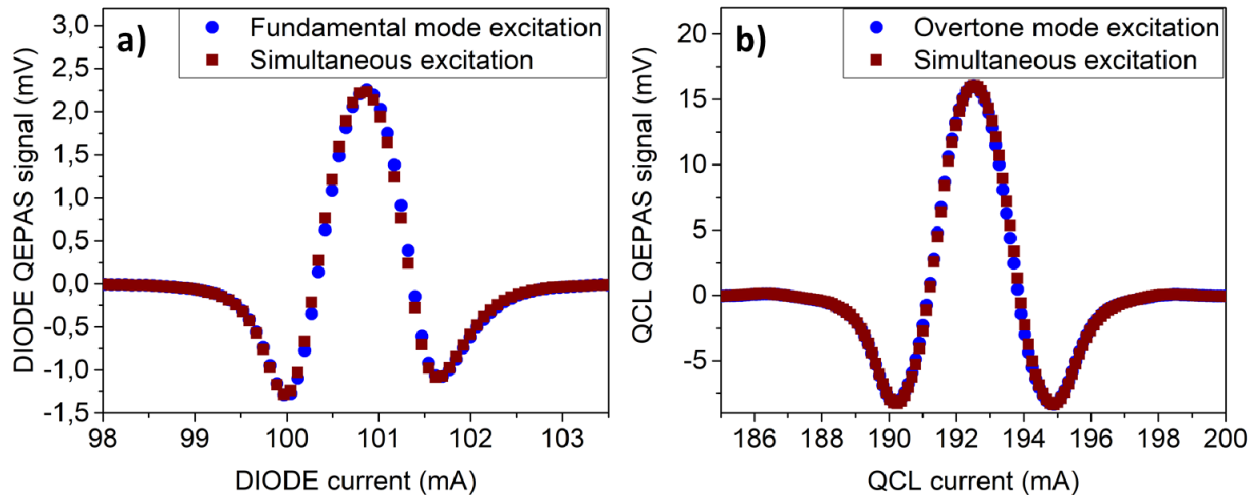 a)
Fundamental mode excitation
Simultaneous excitation
DIODE QEPAS signal (mV)
3,0
2,5
2,0
1,5
1,0
0,5
0,0
-0,5
-1,0
-1,5
98 99 100 101 102 103
DIODE current (mA)
b)
Overtone mode excitation
Simultaneous excitation
QCL QEPAS signal (mV)
20
15
10
5
0
-5
186 188 190 192 194 196 198 200
QCL current (mA)